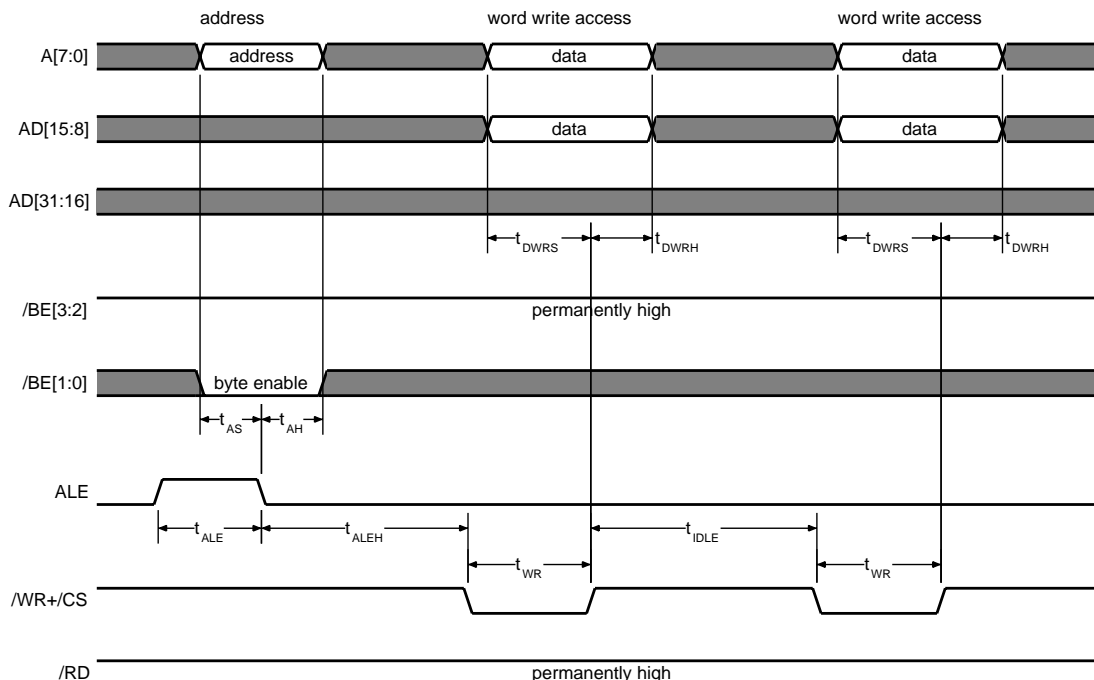 address word write access word write access
A[7:0] address data data
AD[15:8] data data
AD[31:16]
tDWRS tDWRH tDWRS tDWRH
/BE[3:2] permanently high
/BE[1:0] byte enable
tAS tAH
ALE
tALE tALEH tIDLE
tWR tWR
/WR+/CS
/RD permanently high